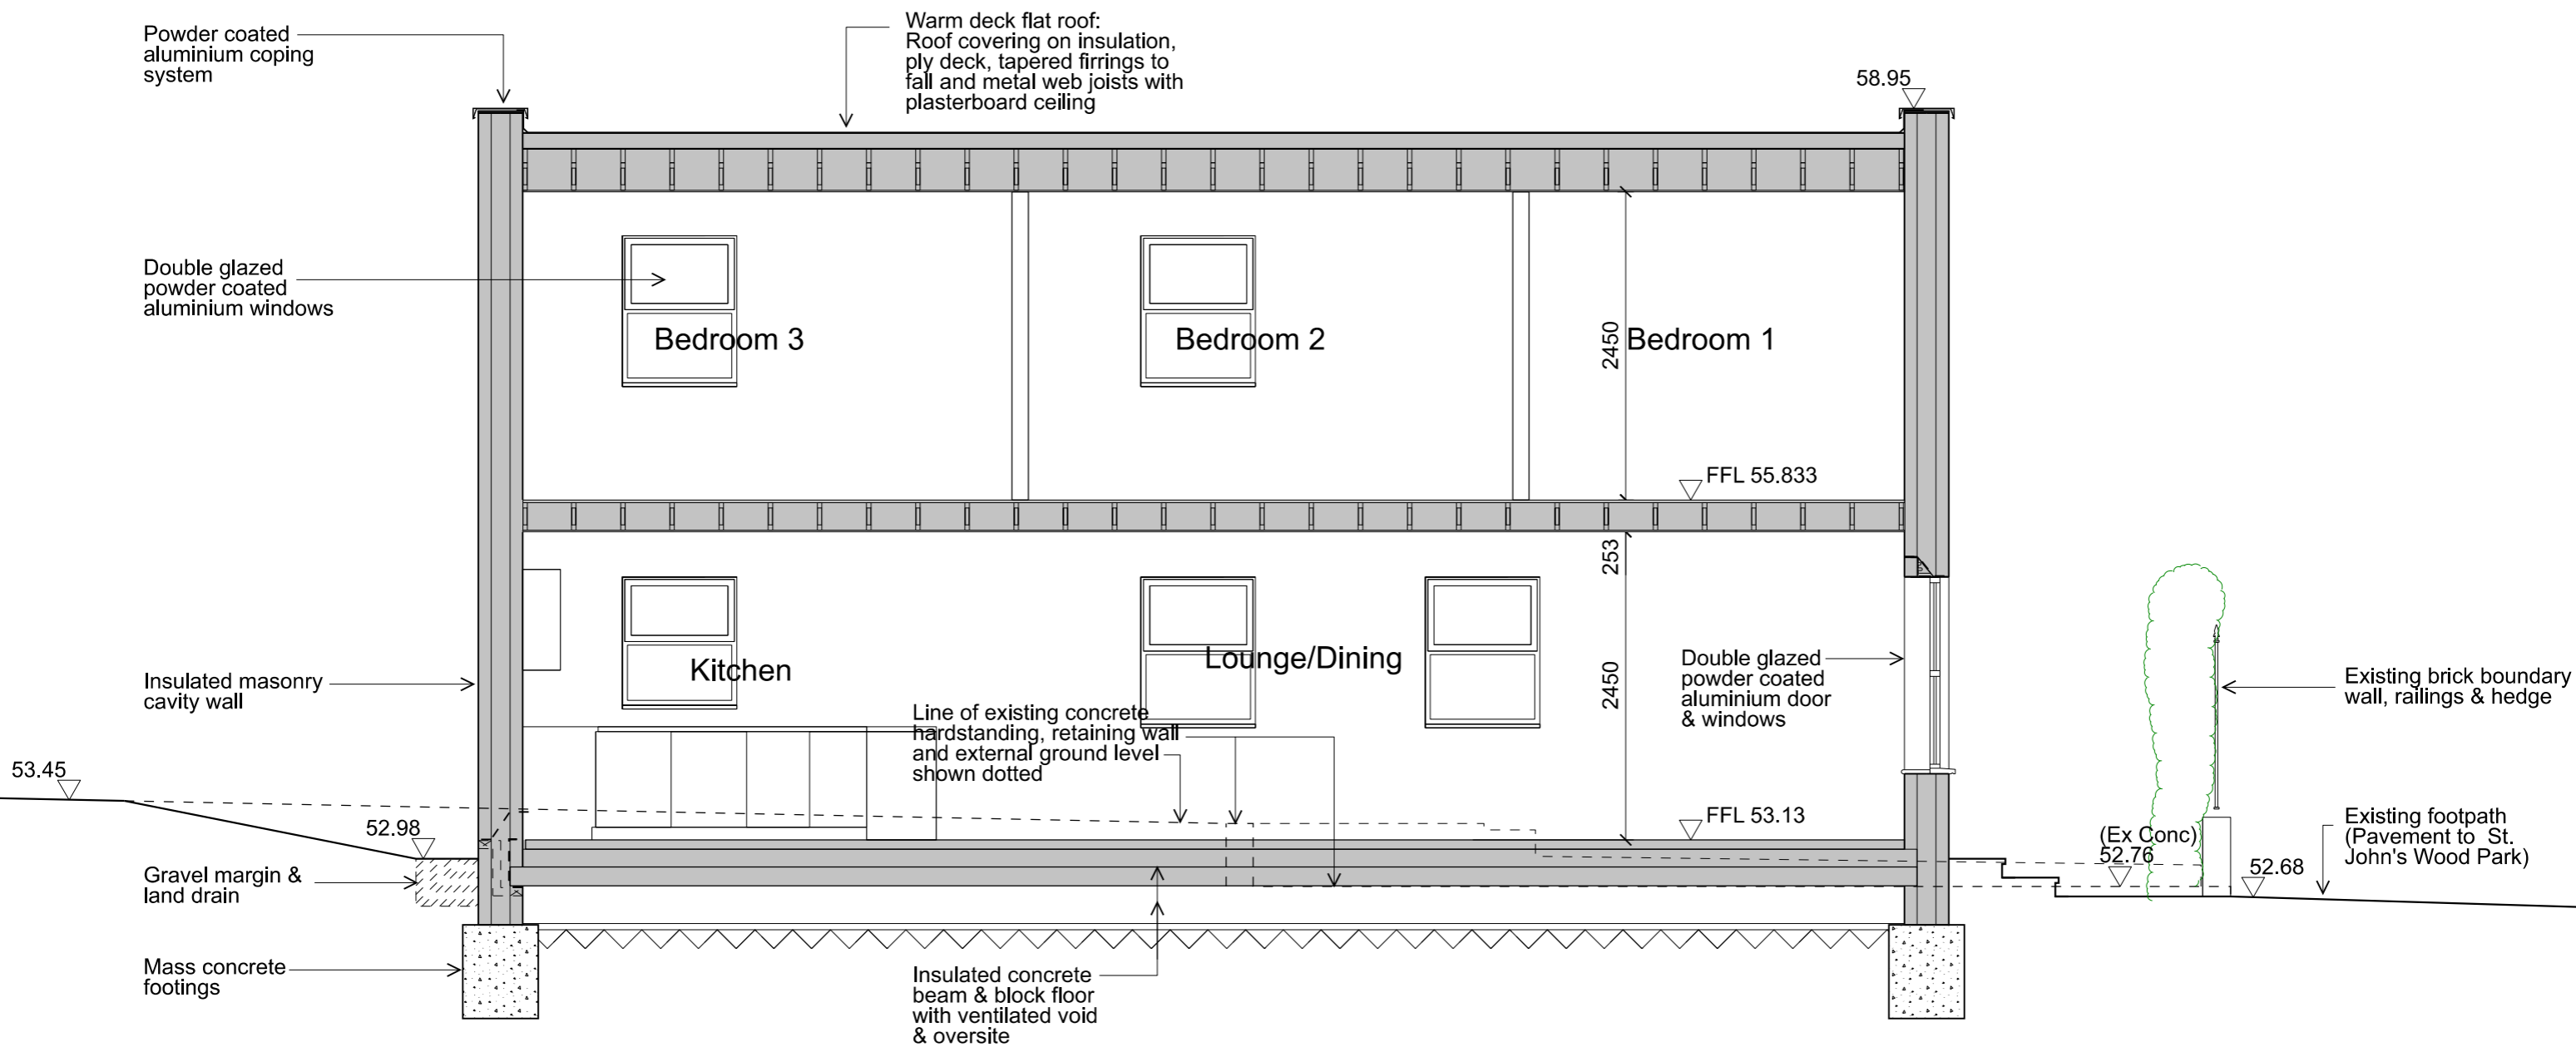 Powder coated
aluminium coping
system
Warm deck flat roof:
Roof covering on insulation,
ply deck, tapered firrings to
fall and metal web joists with
plasterboard ceiling
58.95
Double glazed
powder coated
aluminium windows
Bedroom 3
Bedroom 2
2450
Bedroom 1
FFL 55.833
253
Insulated masonry
cavity wall
Kitchen
Lounge/Dining
2450
Double glazed
powder coated
aluminium door
& windows
Existing brick boundary
wall, railings & hedge
Line of existing concrete
hardstanding, retaining wall
and external ground level
shown dotted
53.45
52.98
FFL 53.13
(Ex Conc)
52.76
52.68
Existing footpath
(Pavement to St.
John's Wood Park)
Gravel margin &
land drain
Mass concrete
footings
Insulated concrete
beam & block floor
with ventilated void
& oversite